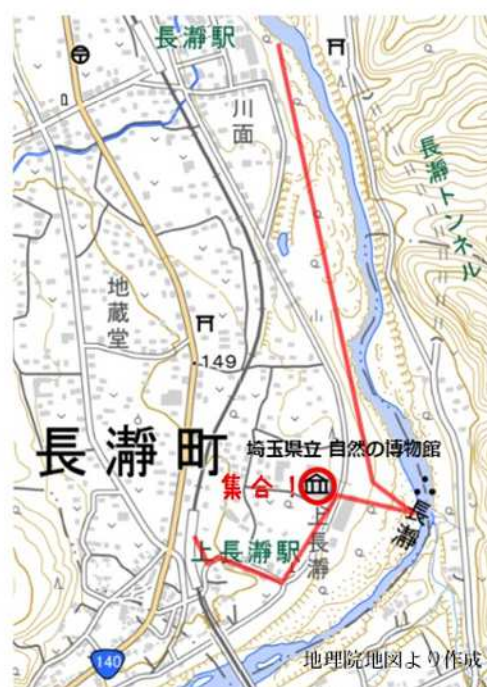 長瀞駅
川面
長瀞トンネル
地蔵堂
149
長瀞町
埼玉県立 自然の博物館
集合!
上長瀞
長瀞
上長瀞駅
140
地理院地図より作成